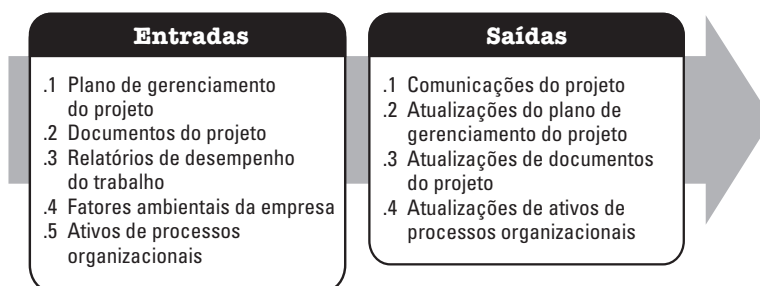 Entradas
.1 Plano de gerenciamento
do projeto
.2 Documentos do projeto
.3 Relatórios de desempenho
do trabalho
.4 Fatores ambientais da empresa
.5 Ativos de processos
organizacionais
Saídas
.1 Comunicações do projeto
.2 Atualizações do plano de
gerenciamento do projeto
.3 Atualizações de documentos
do projeto
.4 Atualizações de ativos de
processos organizacionais